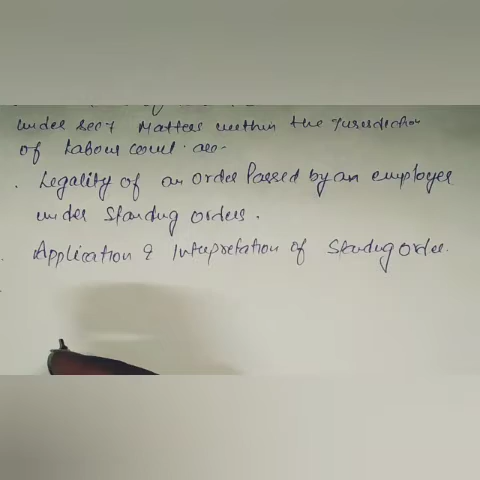 under sec 7 Matters within the Jurisdiction
of Labour court are-
. Legality of an order Passed by an employer
under Standing orders.
. Application & Interpretation of Standing Order.